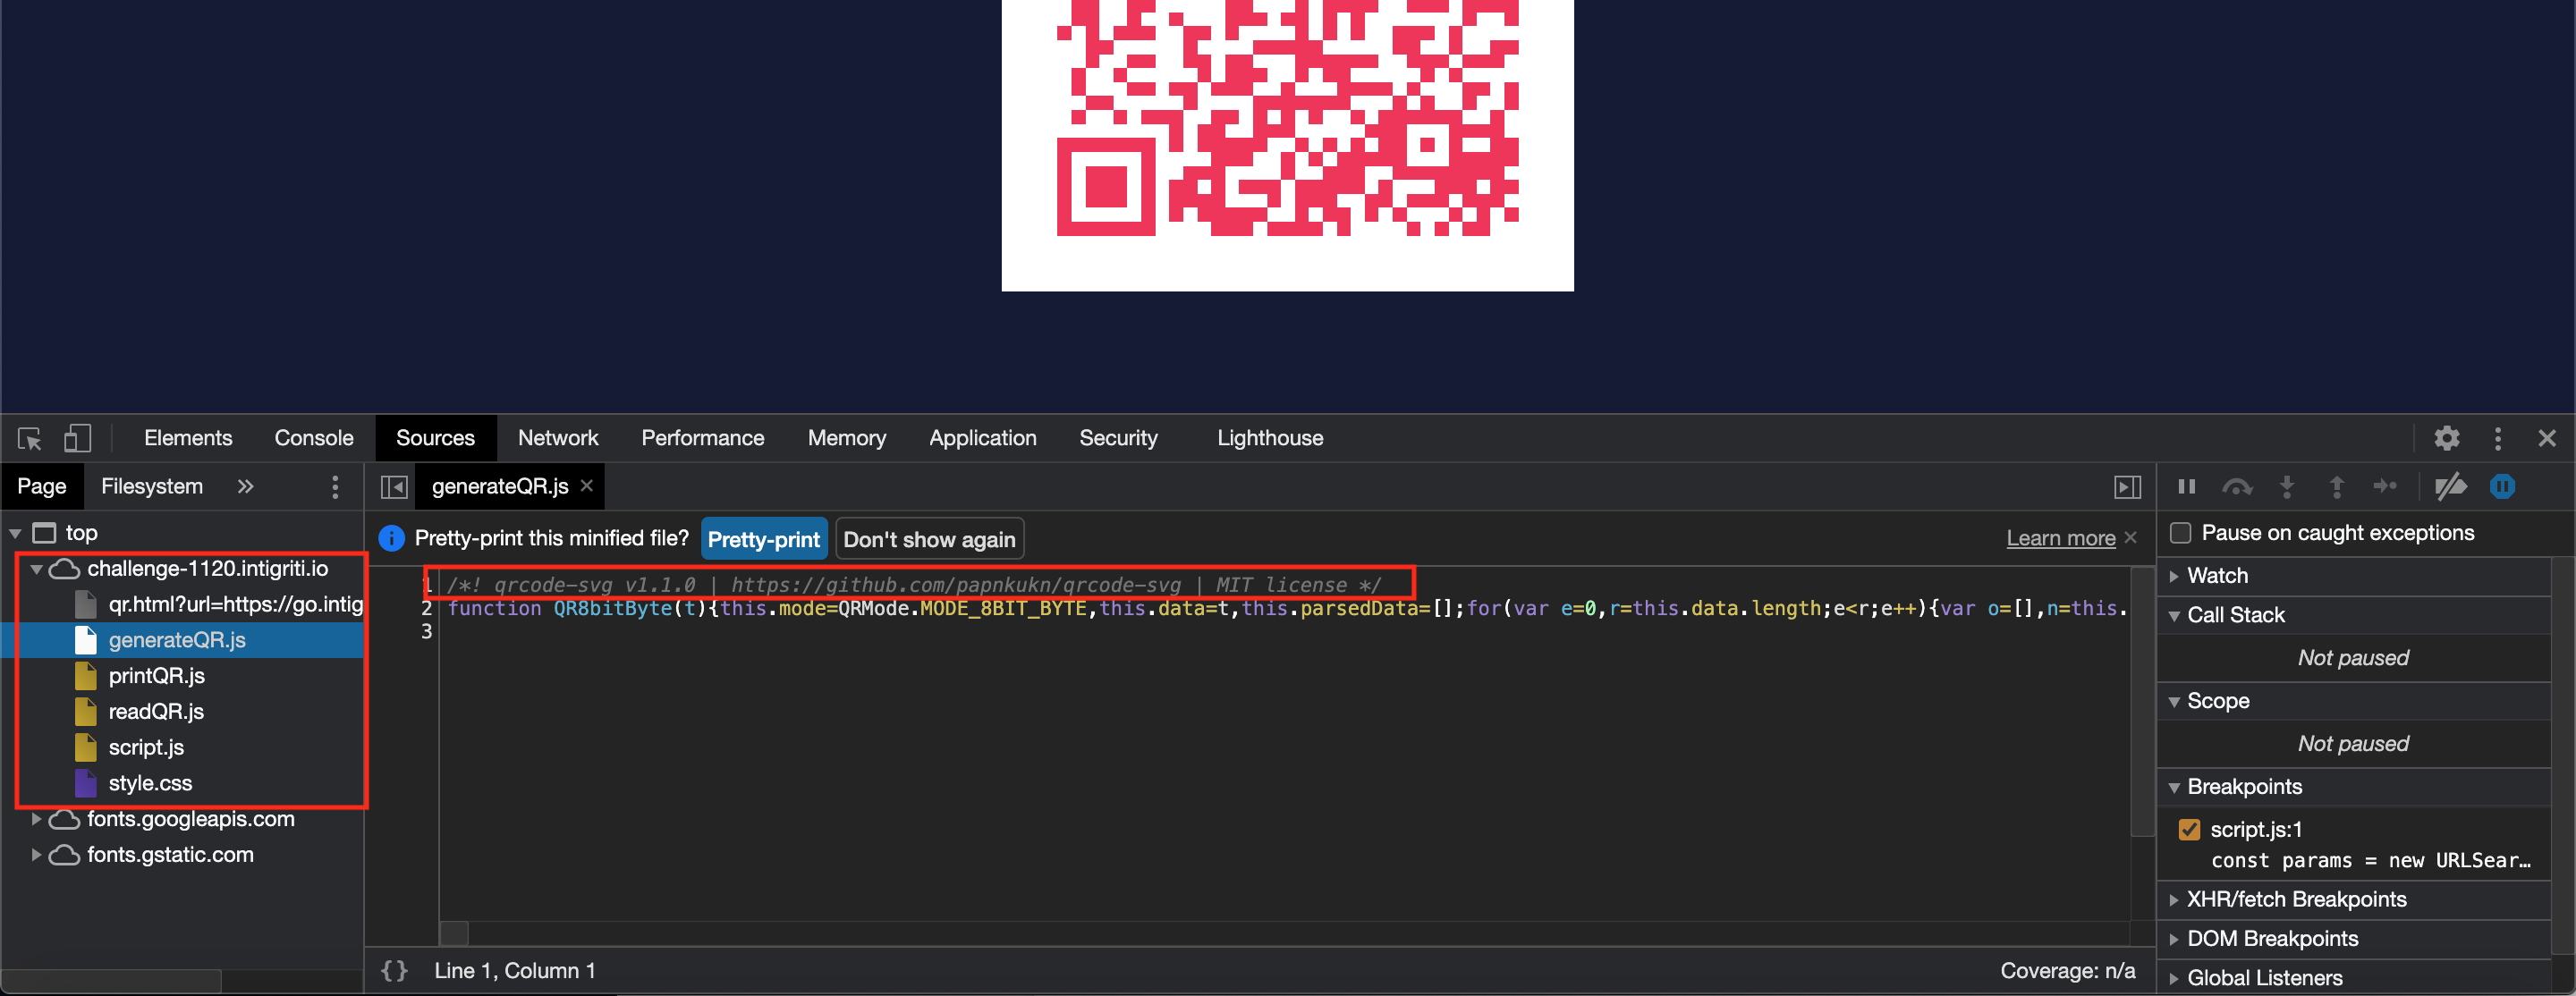 Elements Console Sources Network Performance Memory Application Security Lighthouse
Page Filesystem » generateQR.js ×
Pretty-print this minified file? Pretty-print Don't show again Learn more ×
top
challenge-1120.intigriti.io
qr.html?url=https://go.intig
generateQR.js
printQR.js
readQR.js
script.js
style.css
fonts.googleapis.com
fonts.gstatic.com
1 /*! qrcode-svg v1.1.0 | https://github.com/papnkukn/qrcode-svg | MIT license */
2 function QR8bitByte(t){this.mode=QRMode.MODE_8BIT_BYTE,this.data=t,this.parsedData=[];for(var e=0,r=this.data.length;e<r;e++){var o=[],n=this.
3
{} Line 1, Column 1 Coverage: n/a
Pause on caught exceptions
Watch
Call Stack
Not paused
Scope
Not paused
Breakpoints
script.js:1
const params = new URLSear…
XHR/fetch Breakpoints
DOM Breakpoints
Global Listeners